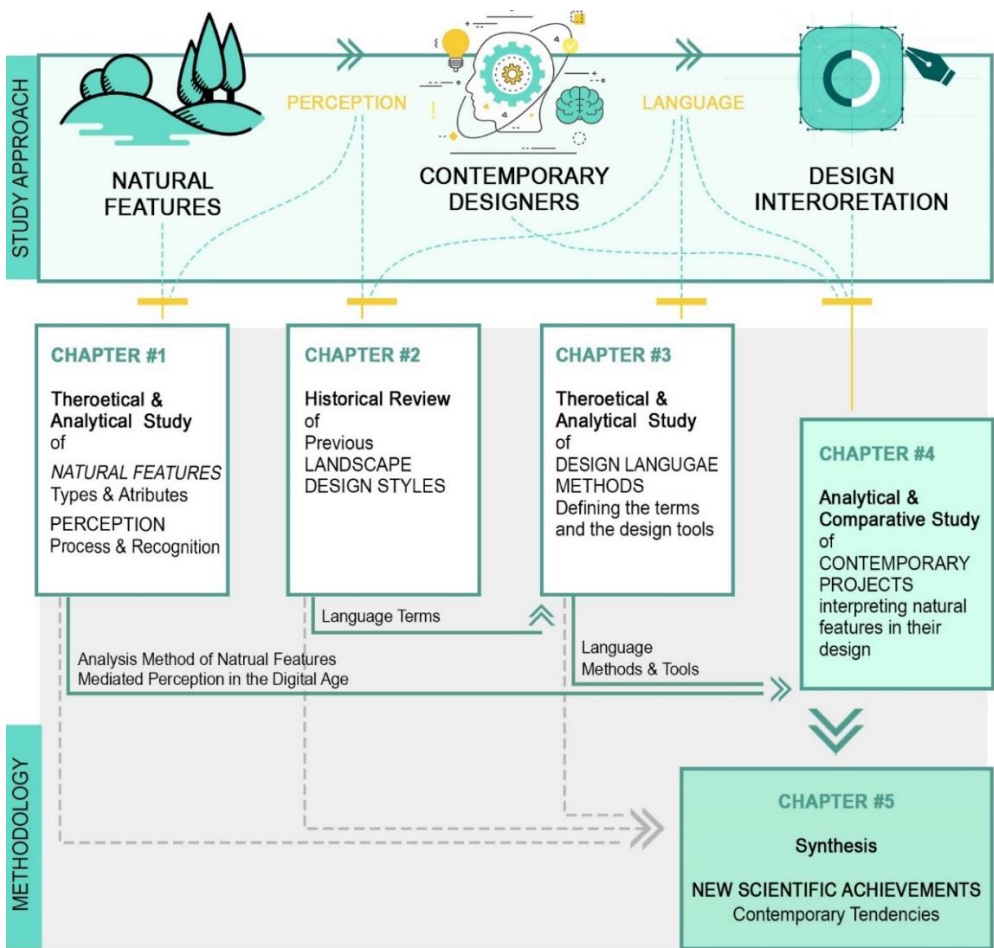 STUDY APPROACH
PERCEPTION
LANGUAGE
NATURAL
FEATURES
CONTEMPORARY
DESIGNERS
DESIGN
INTERORETATION
CHAPTER #1
Theroetical &
Analytical Study
of
NATURAL FEATURES
Types & Atributes
PERCEPTION
Process & Recognition
CHAPTER #2
Historical Review
of
Previous
LANDSCAPE
DESIGN STYLES
CHAPTER #3
Theroetical &
Analytical Study
of
DESIGN LANGUGAE
METHODS
Defining the terms
and the design tools
CHAPTER #4
Analytical &
Comparative Study
of
CONTEMPORARY
PROJECTS
interpreting natural
features in their
design
Language Terms
Analysis Method of Natrual Features
Mediated Perception in the Digital Age
Language
Methods & Tools
METHODOLOGY
CHAPTER #5
Synthesis
NEW SCIENTIFIC ACHIEVEMENTS
Contemporary Tendencies